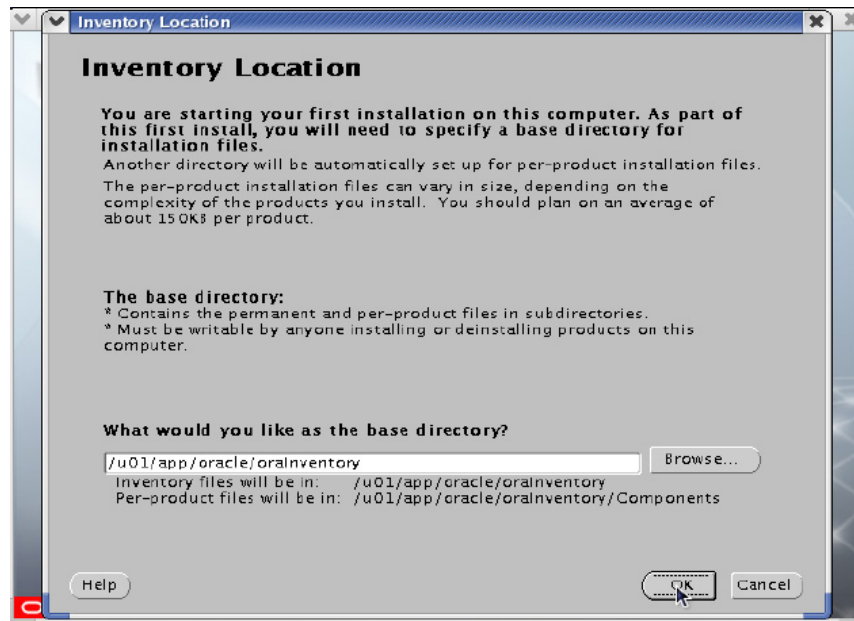 Inventory Location
Inventory Location
You are starting your first installation on this computer. As part of
this first install, you will need to specify a base directory for
installation files.
Another directory will be automatically set up for per-product installation files.
The per-product installation files can vary in size, depending on the
complexity of the products you install. You should plan on an average of
about 150KB per product.
The base directory:
* Contains the permanent and per-product files in subdirectories.
* Must be writable by anyone installing or deinstalling products on this
computer.
What would you like as the base directory?
/u01/app/oracle/oraInventory
Browse...
Inventory files will be in: /u01/app/oracle/oraInventory
Per-product files will be in: /u01/app/oracle/oraInventory/Components
Help
OK
Cancel